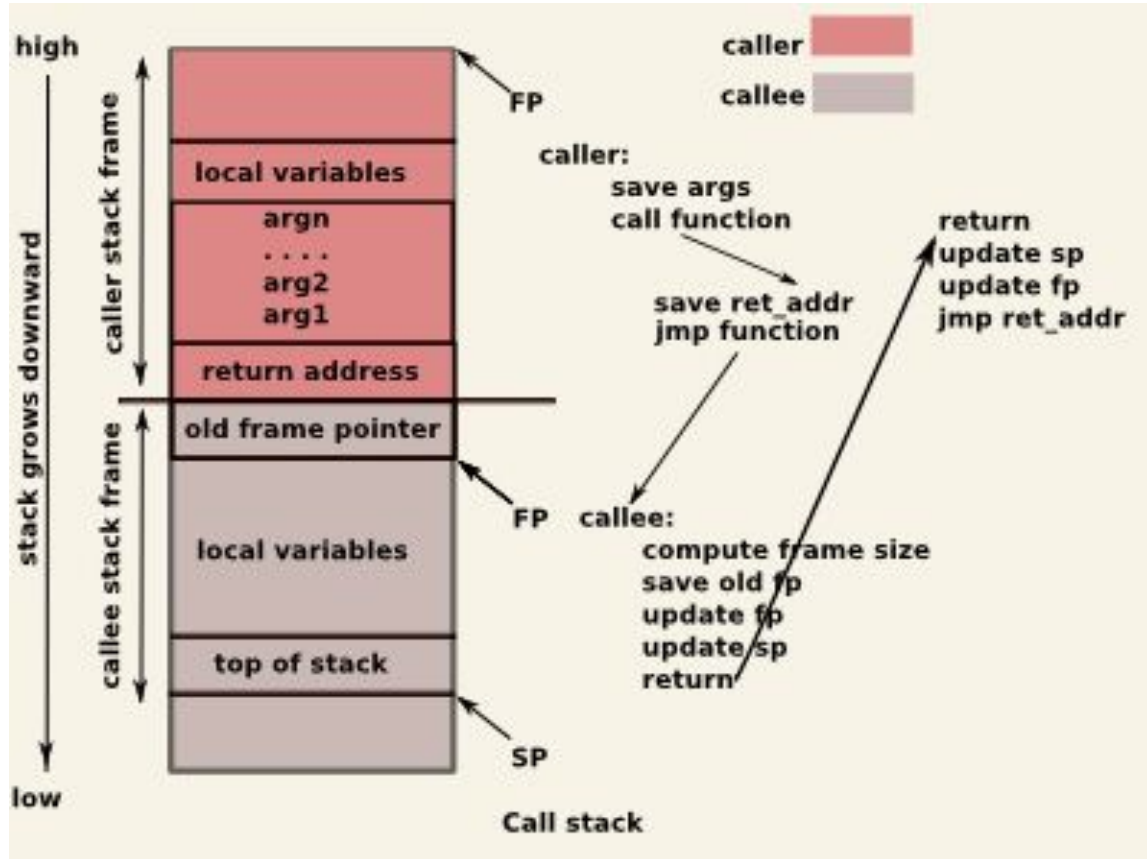 high
stack grows downward
low
caller stack frame
callee stack frame
local variables
argn
. . . .
arg2
arg1
return address
old frame pointer
local variables
top of stack
FP
FP
SP
caller
callee
caller:
save args
call function
save ret_addr
jmp function
callee:
compute frame size
save old fp
update fp
update sp
return
return
update sp
update fp
jmp ret_addr
Call stack